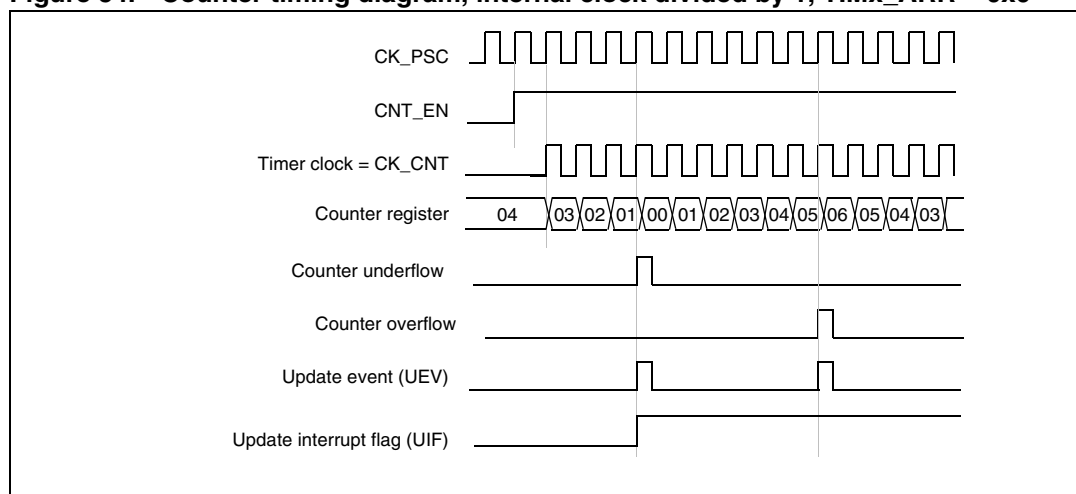 CK_PSC
CNT_EN
Timer clock = CK_CNT
Counter register 04 03 02 01 00 01 02 03 04 05 06 05 04 03
Counter underflow
Counter overflow
Update event (UEV)
Update interrupt flag (UIF)